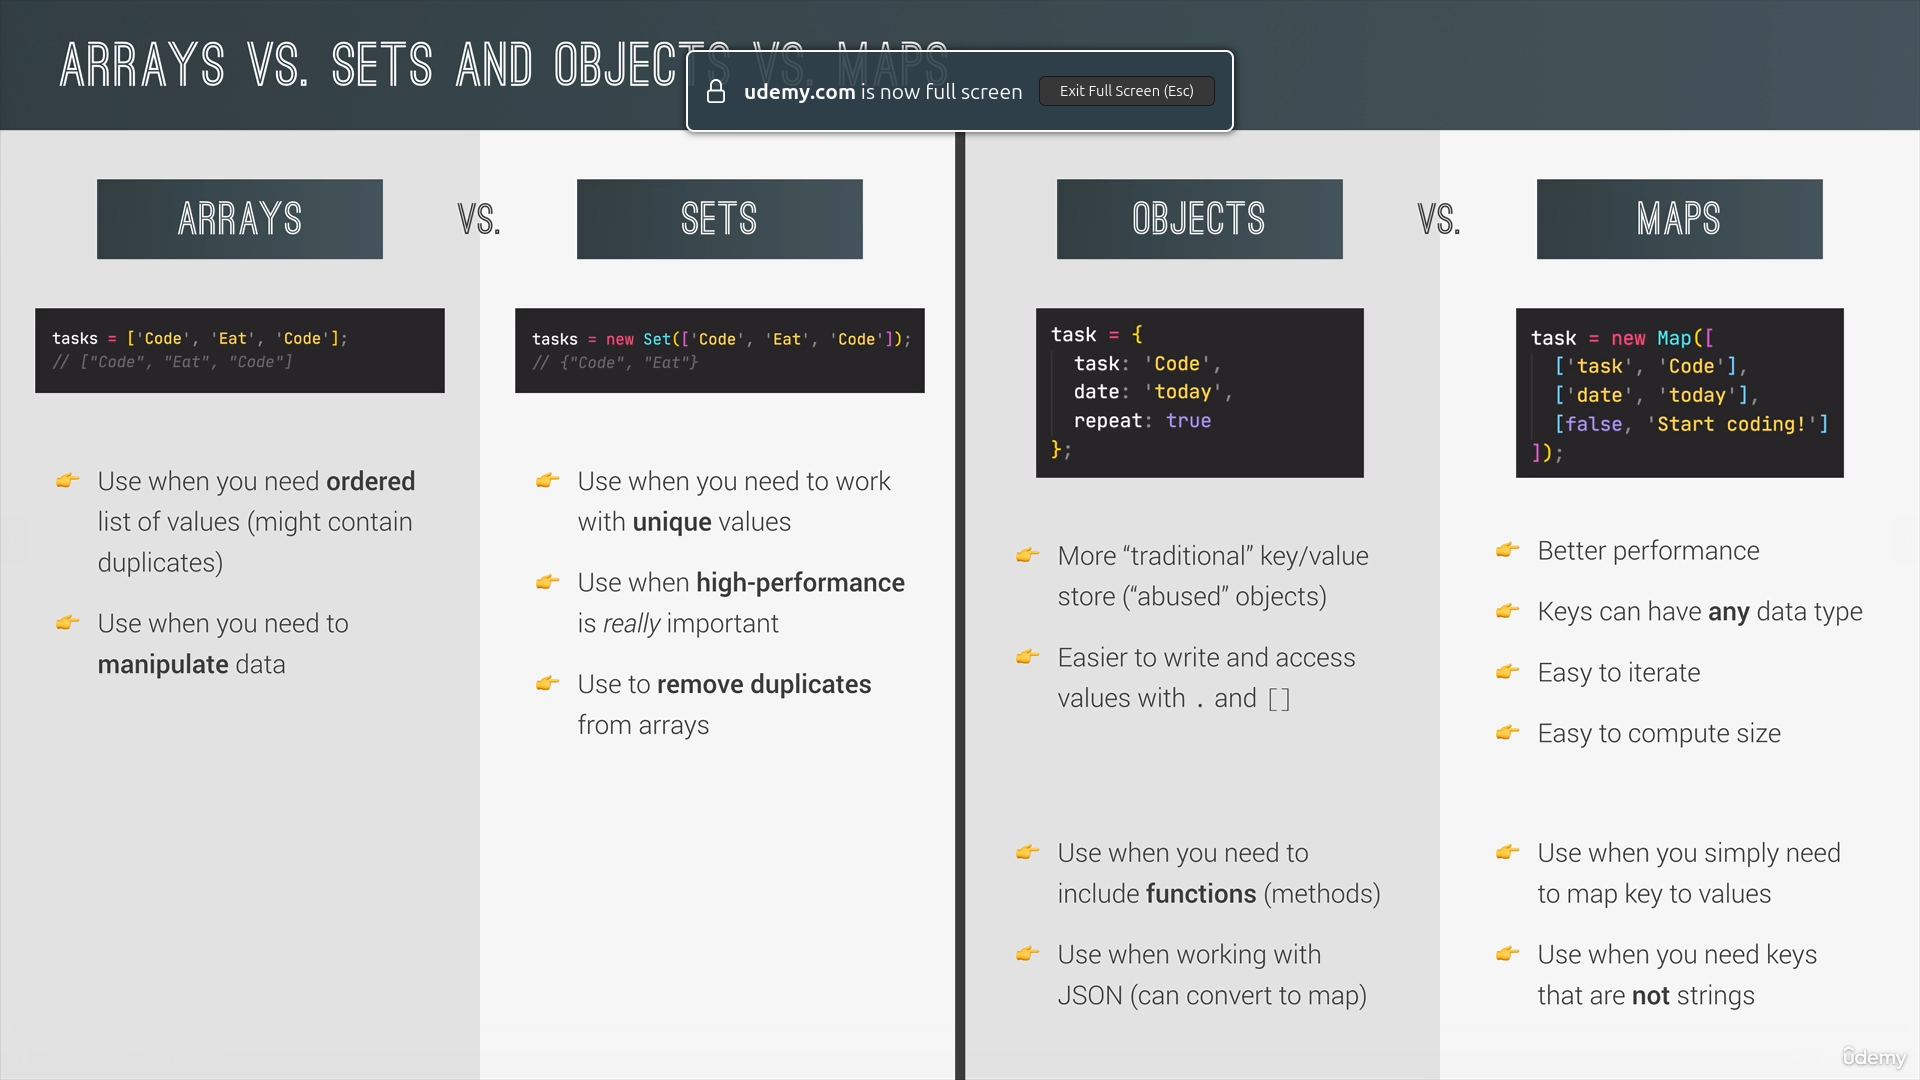 ARRAYS VS. SETS AND OBJECTS VS. MAPS
udemy.com is now full screen
Exit Full Screen (Esc)
ARRAYS
VS.
SETS
tasks = ['Code', 'Eat', 'Code'];
// ["Code", "Eat", "Code"]
tasks = new Set(['Code', 'Eat', 'Code']);
// {"Code", "Eat"}
👉 Use when you need ordered
list of values (might contain
duplicates)
👉 Use when you need to
manipulate data
👉 Use when you need to work
with unique values
👉 Use when high-performance
is really important
👉 Use to remove duplicates
from arrays
OBJECTS
VS.
MAPS
task = {
task: 'Code',
date: 'today',
repeat: true
};
task = new Map([
['task', 'Code'],
['date', 'today'],
[false, 'Start coding!']
]);
👉 More “traditional” key/value
store (“abused” objects)
👉 Easier to write and access
values with . and []
👉 Use when you need to
include functions (methods)
👉 Use when working with
JSON (can convert to map)
👉 Better performance
👉 Keys can have any data type
👉 Easy to iterate
👉 Easy to compute size
👉 Use when you simply need
to map key to values
👉 Use when you need keys
that are not strings
udemy